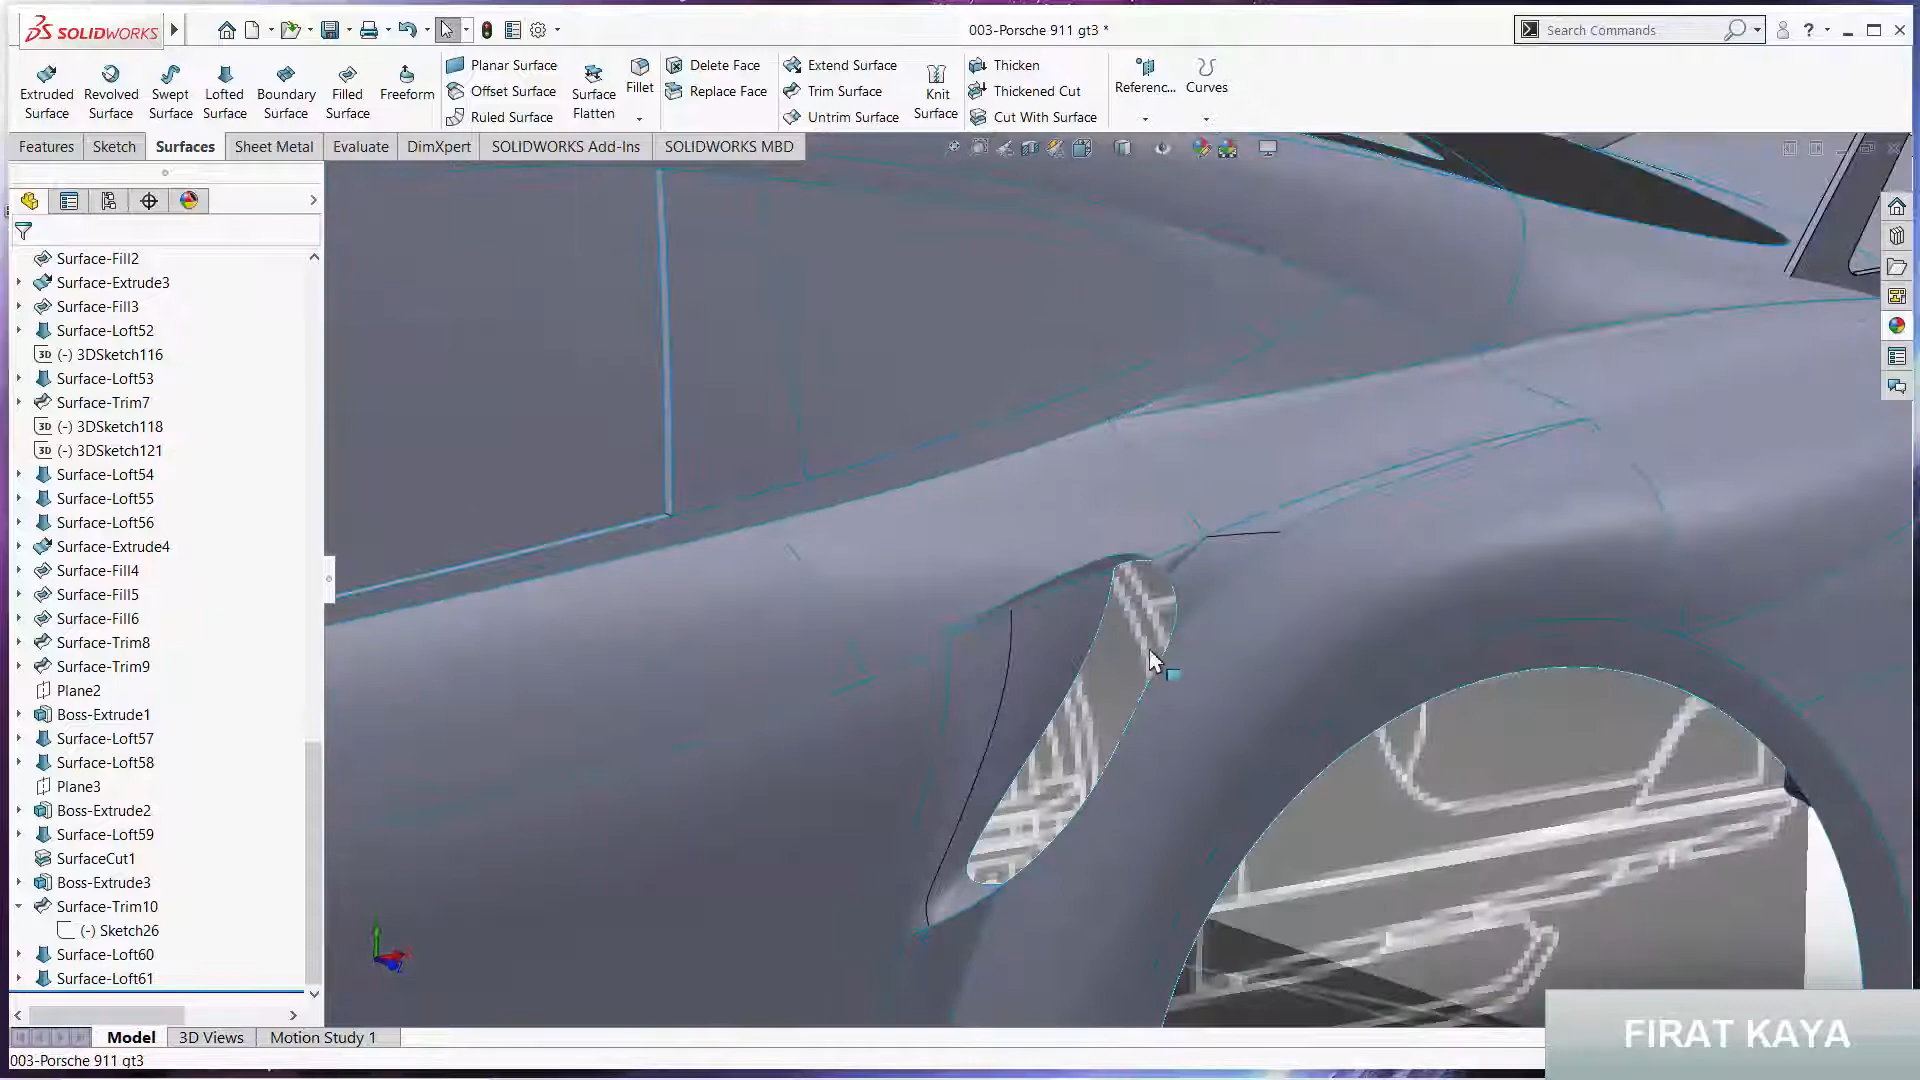 SOLIDWORKS
003-Porsche 911 gt3 *
Search Commands
Extruded Surface
Revolved Surface
Swept Surface
Lofted Surface
Boundary Surface
Filled Surface
Freeform
Planar Surface
Offset Surface
Ruled Surface
Surface Flatten
Fillet
Delete Face
Replace Face
Extend Surface
Trim Surface
Untrim Surface
Knit Surface
Thicken
Thickened Cut
Cut With Surface
Referenc...
Curves
Features
Sketch
Surfaces
Sheet Metal
Evaluate
DimXpert
SOLIDWORKS Add-Ins
SOLIDWORKS MBD
Surface-Fill2
Surface-Extrude3
Surface-Fill3
Surface-Loft52
3D (-) 3DSketch116
Surface-Loft53
Surface-Trim7
3D (-) 3DSketch118
3D (-) 3DSketch121
Surface-Loft54
Surface-Loft55
Surface-Loft56
Surface-Extrude4
Surface-Fill4
Surface-Fill5
Surface-Fill6
Surface-Trim8
Surface-Trim9
Plane2
Boss-Extrude1
Surface-Loft57
Surface-Loft58
Plane3
Boss-Extrude2
Surface-Loft59
SurfaceCut1
Boss-Extrude3
Surface-Trim10
(-) Sketch26
Surface-Loft60
Surface-Loft61
Model
3D Views
Motion Study 1
003-Porsche 911 gt3
FIRAT KAYA